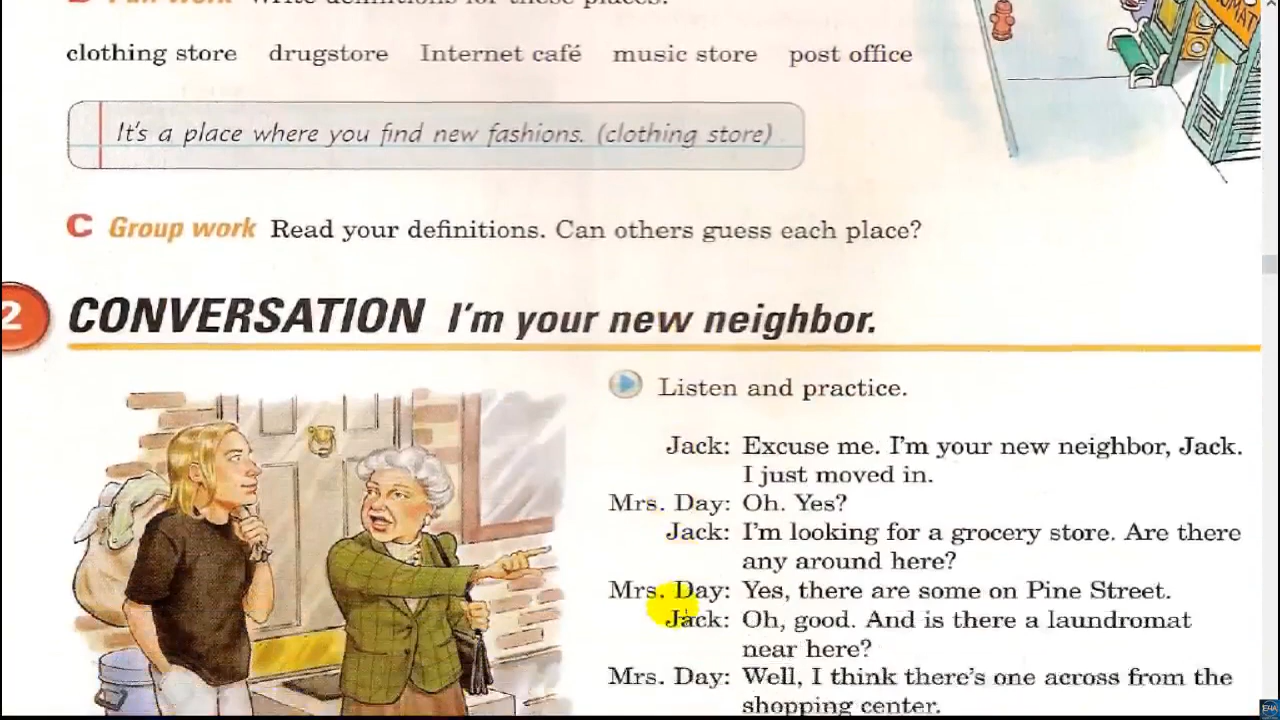 clothing store drugstore Internet café music store post office
It's a place where you find new fashions. (clothing store)
C Group work Read your definitions. Can others guess each place?
2 CONVERSATION I'm your new neighbor.
Listen and practice.
Jack: Excuse me. I'm your new neighbor, Jack.
I just moved in.
Mrs. Day: Oh. Yes?
Jack: I'm looking for a grocery store. Are there
any around here?
Mrs. Day: Yes, there are some on Pine Street.
Jack: Oh, good. And is there a laundromat
near here?
Mrs. Day: Well, I think there's one across from the
shopping center.